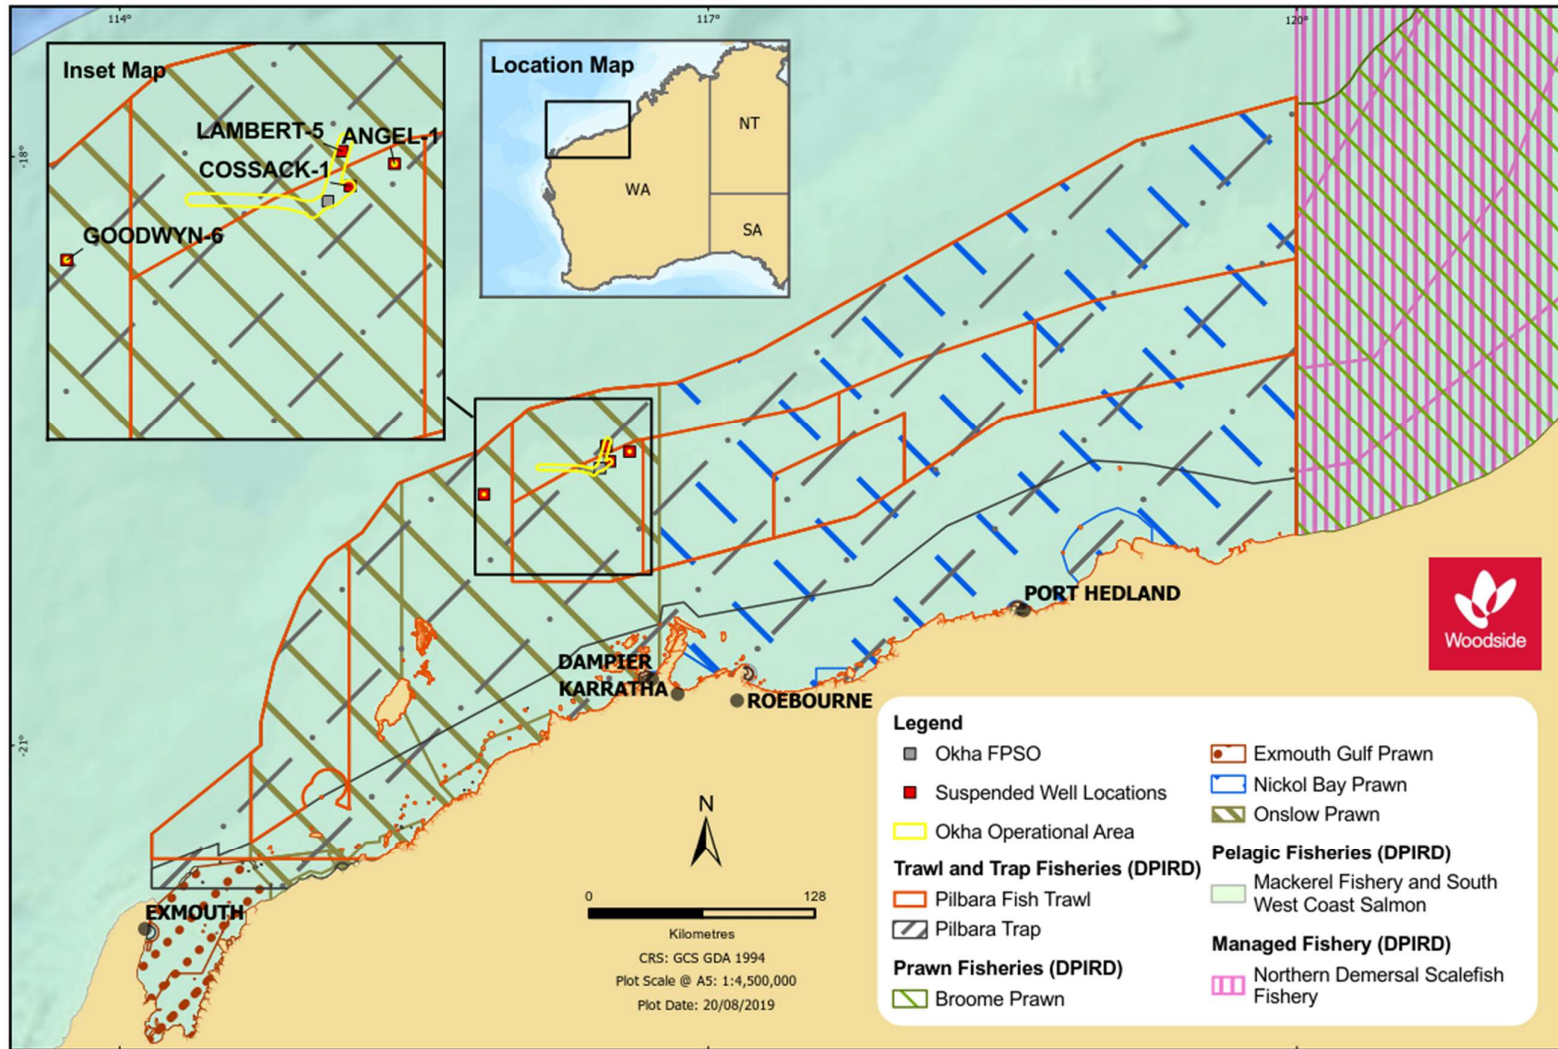 114°
117°
120°
-18°
-21°
Inset Map
LAMBERT-5
ANGEL-1
COSSACK-1
GOODWYN-6
Location Map
NT
WA
SA
DAMPIER
KARRATHA
ROEBOURNE
PORT HEDLAND
EXMOUTH
Woodside
N
0 128
Kilometres
CRS: GCS GDA 1994
Plot Scale @ A5: 1:4,500,000
Plot Date: 20/08/2019
Legend
Okha FPSO
Suspended Well Locations
Okha Operational Area
Trawl and Trap Fisheries (DPIRD)
Pilbara Fish Trawl
Pilbara Trap
Prawn Fisheries (DPIRD)
Broome Prawn
Exmouth Gulf Prawn
Nickol Bay Prawn
Onslow Prawn
Pelagic Fisheries (DPIRD)
Mackerel Fishery and South
West Coast Salmon
Managed Fishery (DPIRD)
Northern Demersal Scalefish
Fishery